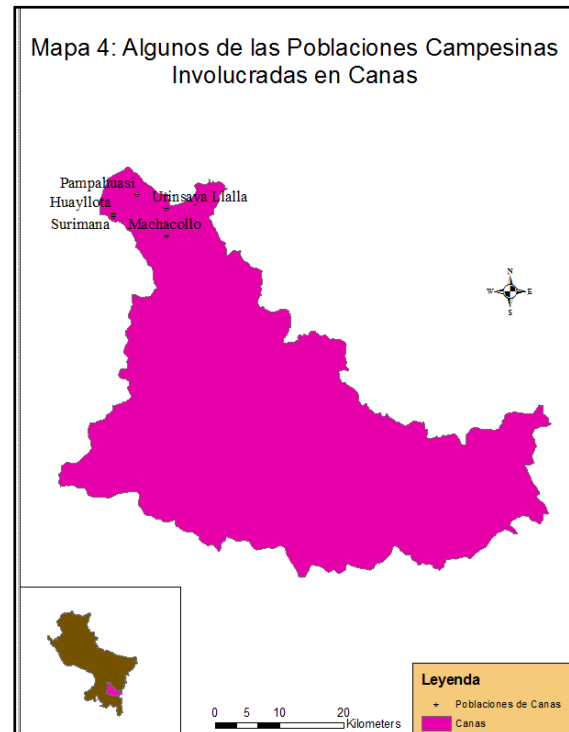 Mapa 4: Algunos de las Poblaciones Campesinas
Involucradas en Canas
Pampahuasi
Urinsaya Llalla
Huayllota
Surimana
Machacollo
N
W
E
S
0 5 10 20
Kilometers
Leyenda
Poblaciones de Canas
Canas